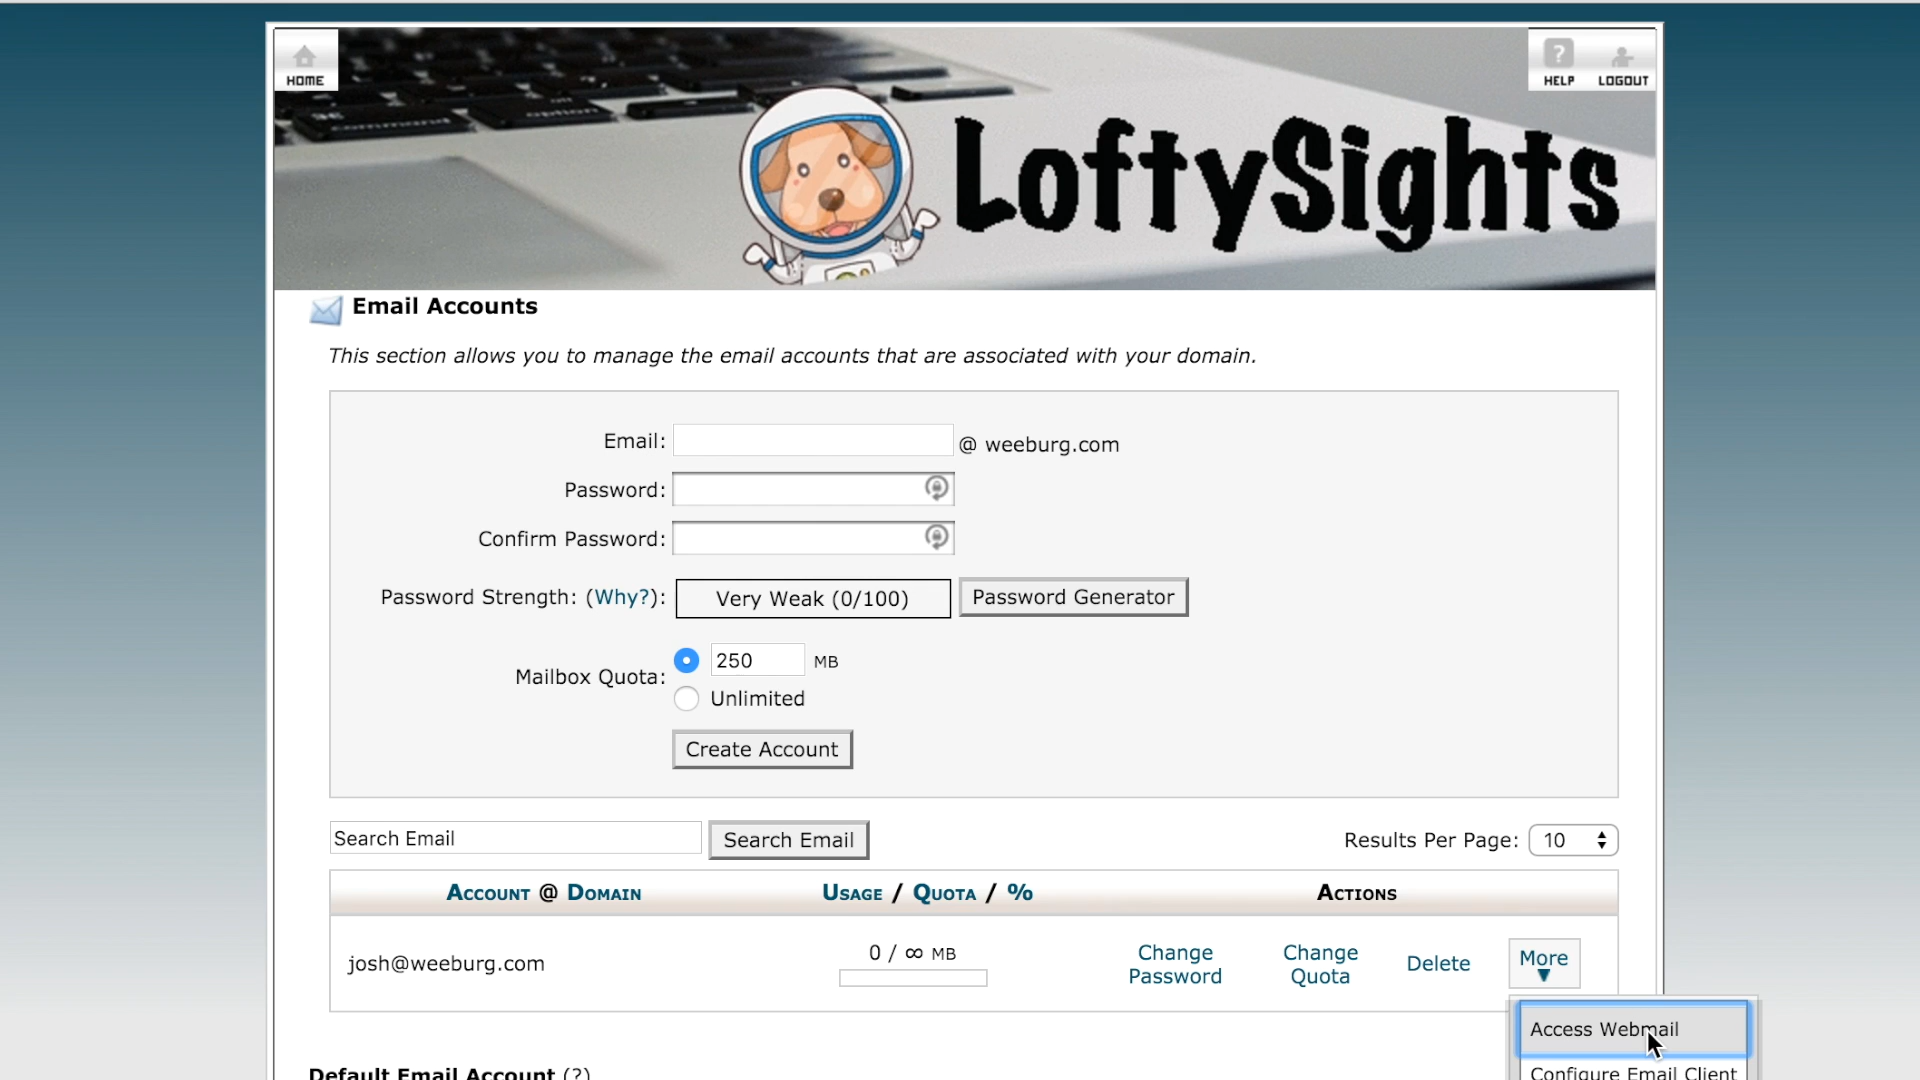 HOME
HELP LOGOUT
command
option
LoftySights
Email Accounts
This section allows you to manage the email accounts that are associated with your domain.
Email: @ weeburg.com
Password:
Confirm Password:
Password Strength: (Why?): Very Weak (0/100) Password Generator
Mailbox Quota: 250 MB
Unlimited
Create Account
Search Email Search Email Results Per Page: 10
Account @ Domain Usage / Quota / % Actions
josh@weeburg.com 0 / ∞ MB Change Password Change Quota Delete More ▼
Access Webmail
Configure Email Client
Default Email Account (?)